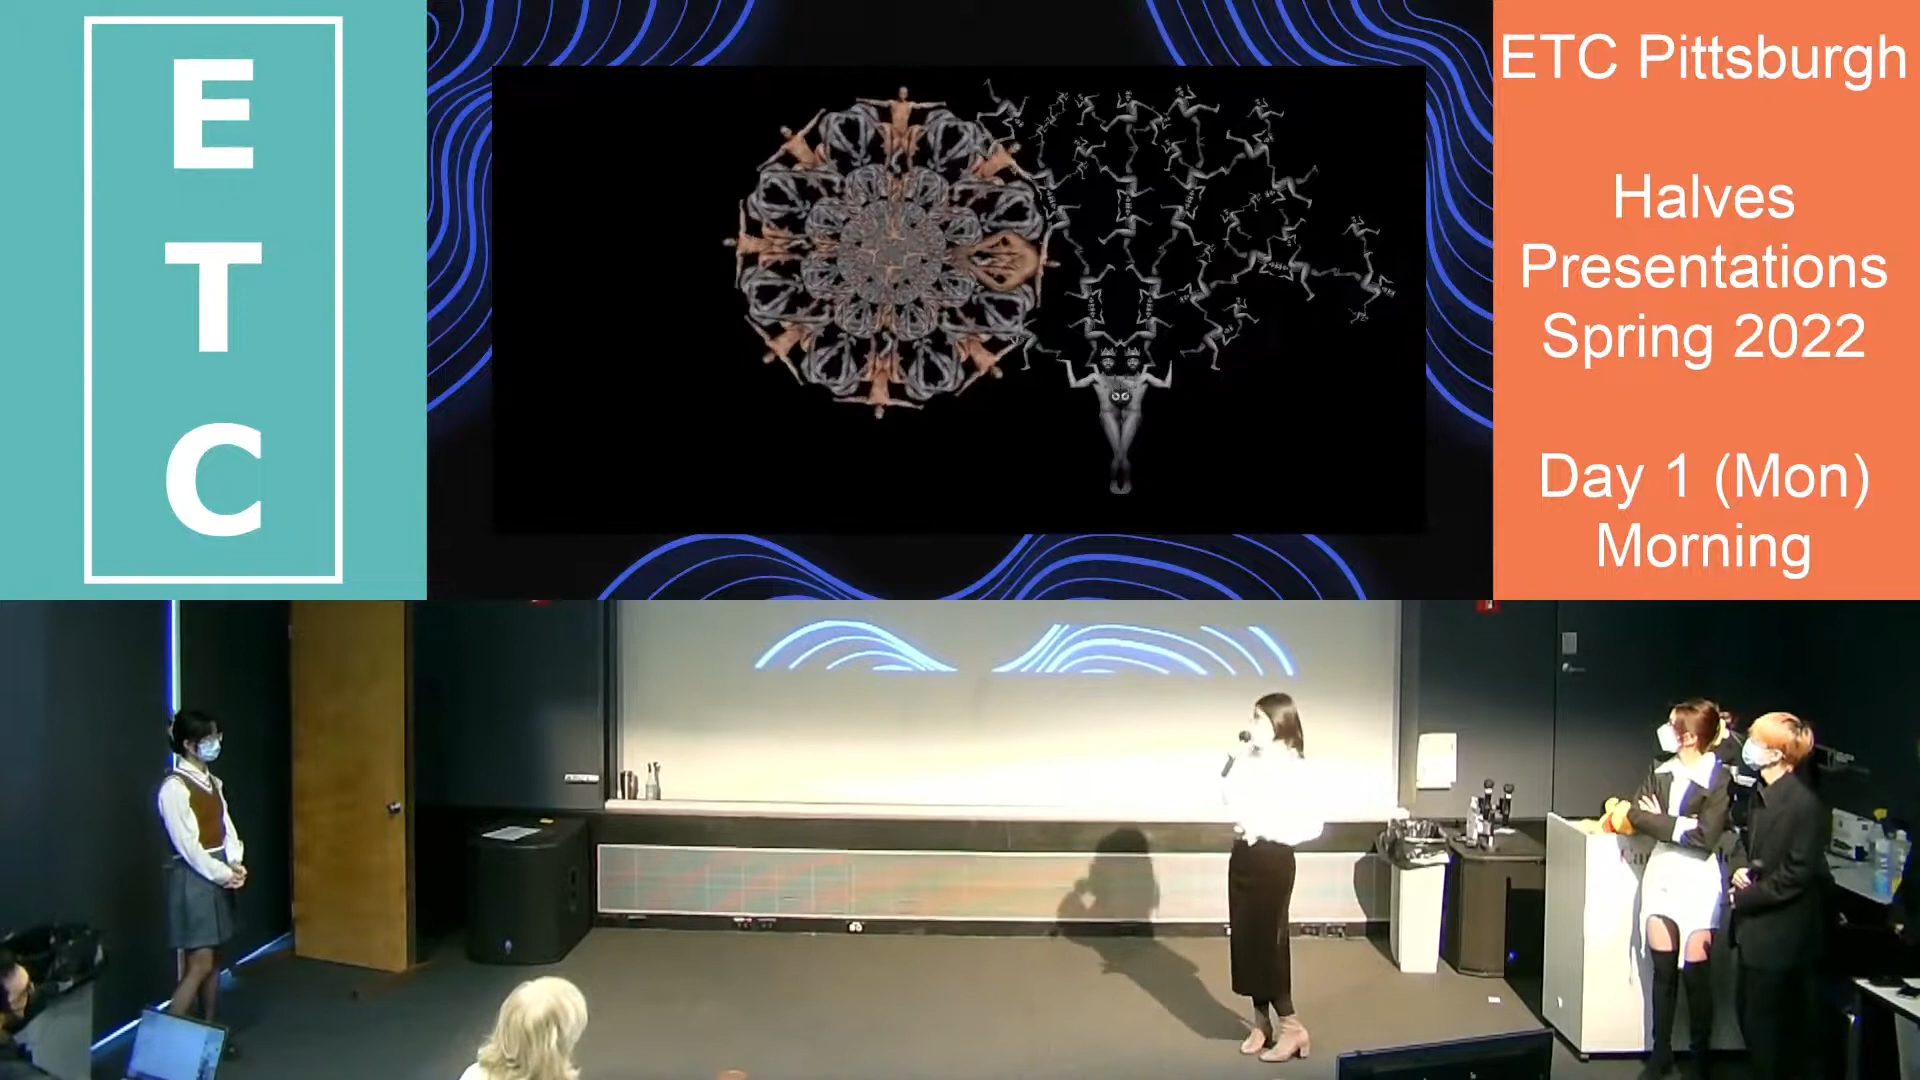 E
T
C
ETC Pittsburgh
Halves
Presentations
Spring 2022
Day 1 (Mon)
Morning